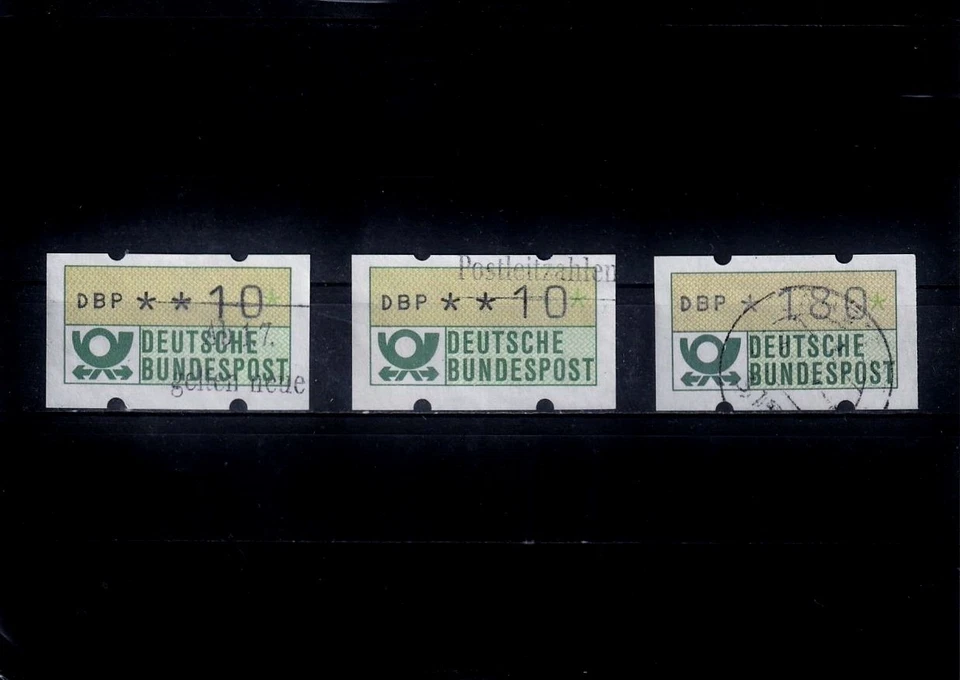 DBP * * 10*
DEUTSCHE
BUNDESPOST
gelten neue
Postleitzahlen
DBP * * 10*
DEUTSCHE
BUNDESPOST
DBP * 180*
DEUTSCHE
BUNDESPOST